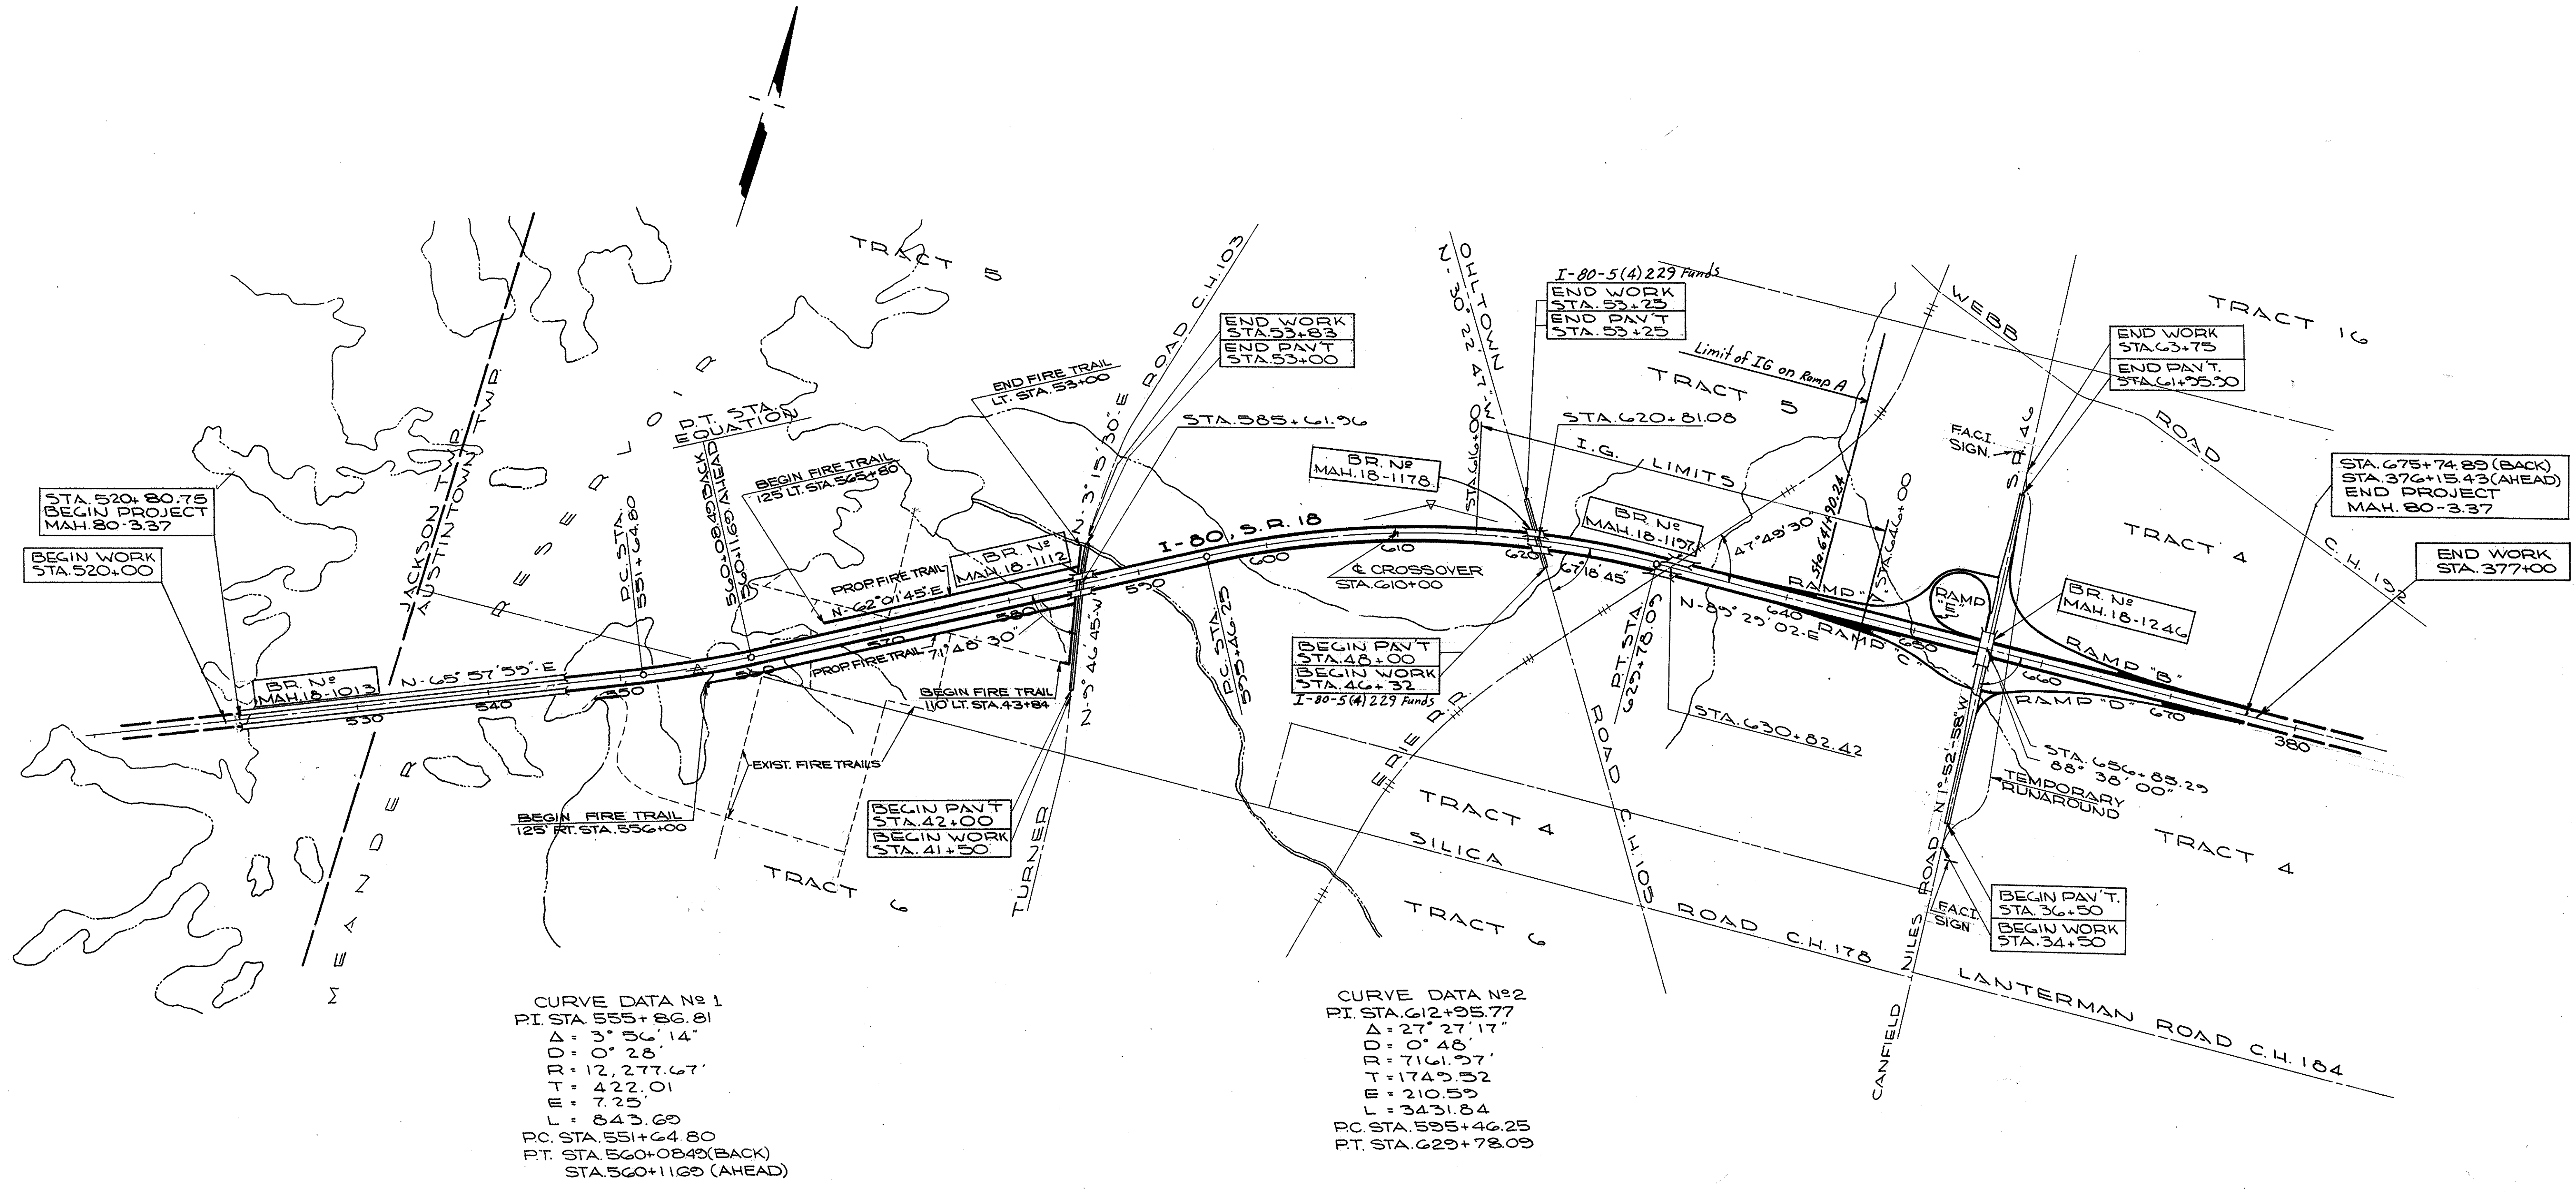 TRACT 5
I-80-5(4)229 Funds
END WORK
STA. 53+25
END PAV'T
STA. 53+25
OHLTOWN
N-30° 22' 47"-W
TURNER
ROAD C.H. 103
N-3° 15' 30"-E
N-9° 46' 45"-W
WEBB
ROAD
C.H. 192
TRACT 16
END WORK
STA.53+83
END PAV'T
STA.53+00
END WORK
STA.63+75
END PAV'T.
STA.61+95.90
Limit of IG on Ramp A
TRACT 5
END FIRE TRAIL
LT. STA. 53+00
STA.585+61.96
STA.620+81.08
STA.616+00
I.G. LIMITS
F.A.C.I.
SIGN.
S.R. 46
P.T. STA.
EQUATION
560+08.49 BACK
560+11.69 AHEAD
P.C. STA.
551+64.80
BEGIN FIRE TRAIL
125' LT. STA. 565+80
BR. Nº
MAH.18-1178
STA.675+74.89 (BACK)
STA.376+15.43 (AHEAD)
END PROJECT
MAH. 80-3.37
END WORK
STA.377+00
STA. 520+80.75
BEGIN PROJECT
MAH.80-3.37
BEGIN WORK
STA.520+00
JACKSON TWP.
AUSTINTOWN TWP.
MEANDER RESERVOIR
BR. Nº
MAH.18-1112
I-80, S.R. 18
BR. Nº
MAH.18-1197
47°49'30"
Sta.641+90.24
STA.646+00
TRACT 4
PROP. FIRE TRAIL
N-62° 01' 45"-E
℄ CROSSOVER
STA.610+00
67°18'45"
RAMP
RAMP "E"
BR. Nº
MAH.18-1246
BR. Nº
MAH.18-1013
N-65° 57' 59"-E
530
540
550
560
570
580
590
600
610
620
640
650
660
670
380
PROP. FIRE TRAIL
71° 48' 30"
P.C. STA.
595+46.25
P.T. STA.
629+78.09
N-89° 29' 02-E
RAMP "C"
RAMP "B"
RAMP "D"
BEGIN FIRE TRAIL
110' LT. STA. 43+84
BEGIN PAV'T
STA. 48+00
BEGIN WORK
STA. 46+32
I-80-5(4)229 Funds
STA.630+82.42
EXIST. FIRE TRAILS
ERIE R.R.
STA.656+85.29
88° 38' 00"
TEMPORARY
RUNAROUND
BEGIN FIRE TRAIL
125' RT. STA. 556+00
BEGIN PAV'T
STA. 42+00
BEGIN WORK
STA. 41+50
TRACT 4
ROAD C.H. 105
N 1°-52'-58" W
TRACT 4
TRACT 6
TRACT 6
SILICA ROAD C.H. 178
F.A.C.I.
SIGN
BEGIN PAV'T.
STA.36+50
BEGIN WORK
STA.34+50
CANFIELD NILES ROAD
LANTERMAN ROAD C.H. 184
CURVE DATA Nº 1
P.I. STA. 555+86.81
Δ = 3° 56' 14"
D = 0° 28'
R = 12,277.67'
T = 422.01
E = 7.25'
L = 843.69
P.C. STA. 551+64.80
P.T. STA. 560+0849 (BACK)
STA.560+1169 (AHEAD)
CURVE DATA Nº2
P.I. STA.612+95.77
Δ = 27° 27' 17"
D = 0° 48'
R = 7161.97'
T = 1749.52
E = 210.59
L = 3431.84
P.C. STA. 595+46.25
P.T. STA. 629+78.09